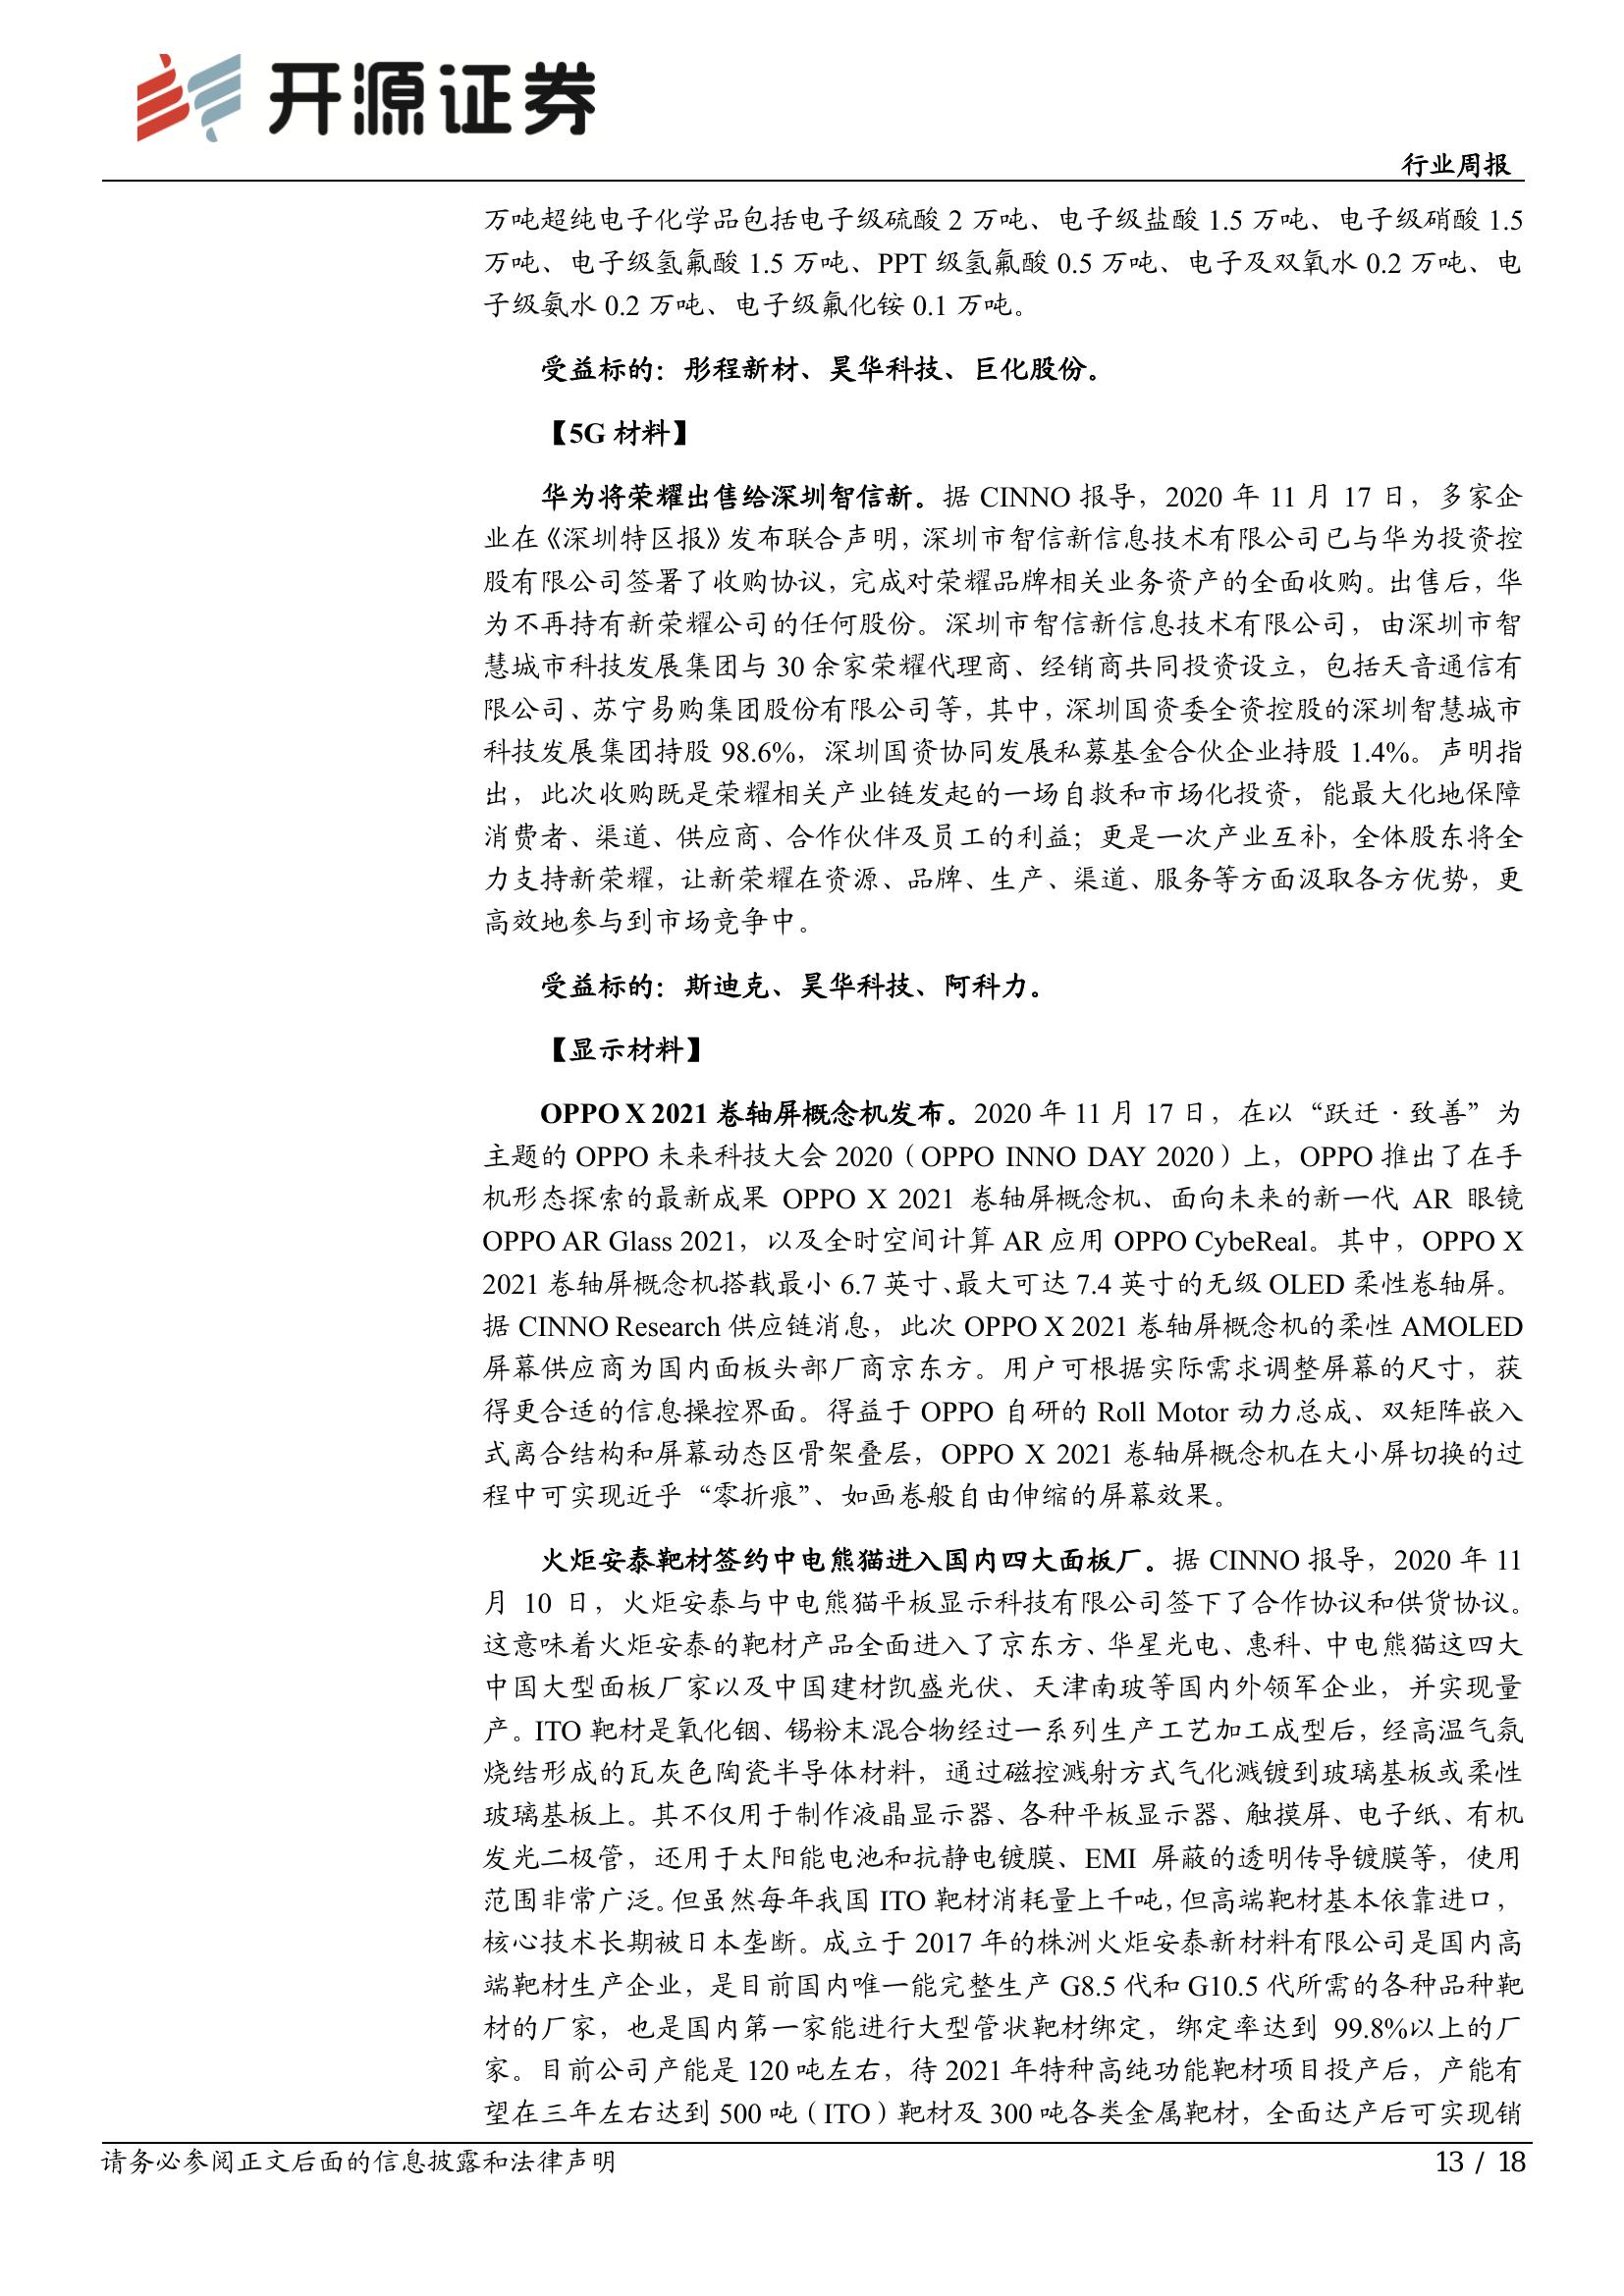 开源证券
行业周报
万吨超纯电子化学品包括电子级硫酸 2 万吨、电子级盐酸 1.5 万吨、电子级硝酸 1.5
万吨、电子级氢氟酸 1.5 万吨、PPT 级氢氟酸 0.5 万吨、电子及双氧水 0.2 万吨、电
子级氨水 0.2 万吨、电子级氟化铵 0.1 万吨。
受益标的：彤程新材、昊华科技、巨化股份。
【5G 材料】
华为将荣耀出售给深圳智信新。据 CINNO 报导，2020 年 11 月 17 日，多家企
业在《深圳特区报》发布联合声明，深圳市智信新信息技术有限公司已与华为投资控
股有限公司签署了收购协议，完成对荣耀品牌相关业务资产的全面收购。出售后，华
为不再持有新荣耀公司的任何股份。深圳市智信新信息技术有限公司，由深圳市智
慧城市科技发展集团与 30 余家荣耀代理商、经销商共同投资设立，包括天音通信有
限公司、苏宁易购集团股份有限公司等，其中，深圳国资委全资控股的深圳智慧城市
科技发展集团持股 98.6%，深圳国资协同发展私募基金合伙企业持股 1.4%。声明指
出，此次收购既是荣耀相关产业链发起的一场自救和市场化投资，能最大化地保障
消费者、渠道、供应商、合作伙伴及员工的利益；更是一次产业互补，全体股东将全
力支持新荣耀，让新荣耀在资源、品牌、生产、渠道、服务等方面汲取各方优势，更
高效地参与到市场竞争中。
受益标的：斯迪克、昊华科技、阿科力。
【显示材料】
OPPO X 2021 卷轴屏概念机发布。2020 年 11 月 17 日，在以“跃迁·致善”为
主题的 OPPO 未来科技大会 2020（OPPO INNO DAY 2020）上，OPPO 推出了在手
机形态探索的最新成果 OPPO X 2021 卷轴屏概念机、面向未来的新一代 AR 眼镜
OPPO AR Glass 2021，以及全时空间计算 AR 应用 OPPO CybeReal。其中，OPPO X
2021 卷轴屏概念机搭载最小 6.7 英寸、最大可达 7.4 英寸的无级 OLED 柔性卷轴屏。
据 CINNO Research 供应链消息，此次 OPPO X 2021 卷轴屏概念机的柔性 AMOLED
屏幕供应商为国内面板头部厂商京东方。用户可根据实际需求调整屏幕的尺寸，获
得更合适的信息操控界面。得益于 OPPO 自研的 Roll Motor 动力总成、双矩阵嵌入
式离合结构和屏幕动态区骨架叠层，OPPO X 2021 卷轴屏概念机在大小屏切换的过
程中可实现近乎“零折痕”、如画卷般自由伸缩的屏幕效果。
火炬安泰靶材签约中电熊猫进入国内四大面板厂。据 CINNO 报导，2020 年 11
月 10 日，火炬安泰与中电熊猫平板显示科技有限公司签下了合作协议和供货协议。
这意味着火炬安泰的靶材产品全面进入了京东方、华星光电、惠科、中电熊猫这四大
中国大型面板厂家以及中国建材凯盛光伏、天津南玻等国内外领军企业，并实现量
产。ITO 靶材是氧化铟、锡粉末混合物经过一系列生产工艺加工成型后，经高温气氛
烧结形成的瓦灰色陶瓷半导体材料，通过磁控溅射方式气化溅镀到玻璃基板或柔性
玻璃基板上。其不仅用于制作液晶显示器、各种平板显示器、触摸屏、电子纸、有机
发光二极管，还用于太阳能电池和抗静电镀膜、EMI 屏蔽的透明传导镀膜等，使用
范围非常广泛。但虽然每年我国 ITO 靶材消耗量上千吨，但高端靶材基本依靠进口，
核心技术长期被日本垄断。成立于 2017 年的株洲火炬安泰新材料有限公司是国内高
端靶材生产企业，是目前国内唯一能完整生产 G8.5 代和 G10.5 代所需的各种品种靶
材的厂家，也是国内第一家能进行大型管状靶材绑定，绑定率达到 99.8%以上的厂
家。目前公司产能是 120 吨左右，待 2021 年特种高纯功能靶材项目投产后，产能有
望在三年左右达到 500 吨（ITO）靶材及 300 吨各类金属靶材，全面达产后可实现销
请务必参阅正文后面的信息披露和法律声明
13 / 18